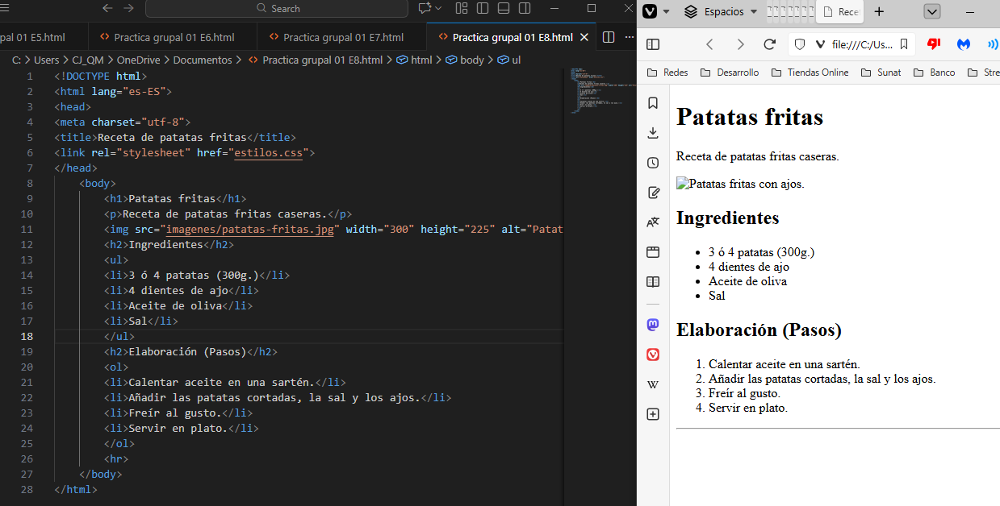 Search
pal 01 E5.html
Practica grupal 01 E6.html
Practica grupal 01 E7.html
Practica grupal 01 E8.html
C: > Users > CJ_QM > OneDrive > Documentos > Practica grupal 01 E8.html > html > body > ul
1 <!DOCTYPE html>
2 <html lang="es-ES">
3 <head>
4 <meta charset="utf-8">
5 <title>Receta de patatas fritas</title>
6 <link rel="stylesheet" href="estilos.css">
7 </head>
8 <body>
9 <h1>Patatas fritas</h1>
10 <p>Receta de patatas fritas caseras.</p>
11 <img src="imagenes/patatas-fritas.jpg" width="300" height="225" alt="Patat
12 <h2>Ingredientes</h2>
13 <ul>
14 <li>3 ó 4 patatas (300g.)</li>
15 <li>4 dientes de ajo</li>
16 <li>Aceite de oliva</li>
17 <li>Sal</li>
18 </ul>
19 <h2>Elaboración (Pasos)</h2>
20 <ol>
21 <li>Calentar aceite en una sartén.</li>
22 <li>Añadir las patatas cortadas, la sal y los ajos.</li>
23 <li>Freír al gusto.</li>
24 <li>Servir en plato.</li>
25 </ol>
26 <hr>
27 </body>
28 </html>
Espacios
Rece
file:///C:/Us...
Redes
Desarrollo
Tiendas Online
Sunat
Banco
Stre
Patatas fritas
Receta de patatas fritas caseras.
Patatas fritas con ajos.
Ingredientes
• 3 ó 4 patatas (300g.)
• 4 dientes de ajo
• Aceite de oliva
• Sal
Elaboración (Pasos)
1. Calentar aceite en una sartén.
2. Añadir las patatas cortadas, la sal y los ajos.
3. Freír al gusto.
4. Servir en plato.
W